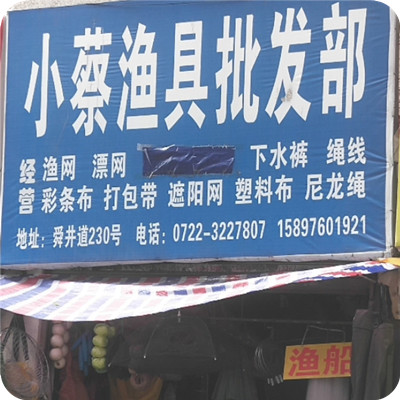 小蔡渔具批发部
经 渔网 漂网 下水裤 绳线
营 彩条布 打包带 遮阳网 塑料布 尼龙绳
地址:舜井道230号 电话:0722-3227807 15897601921
渔船